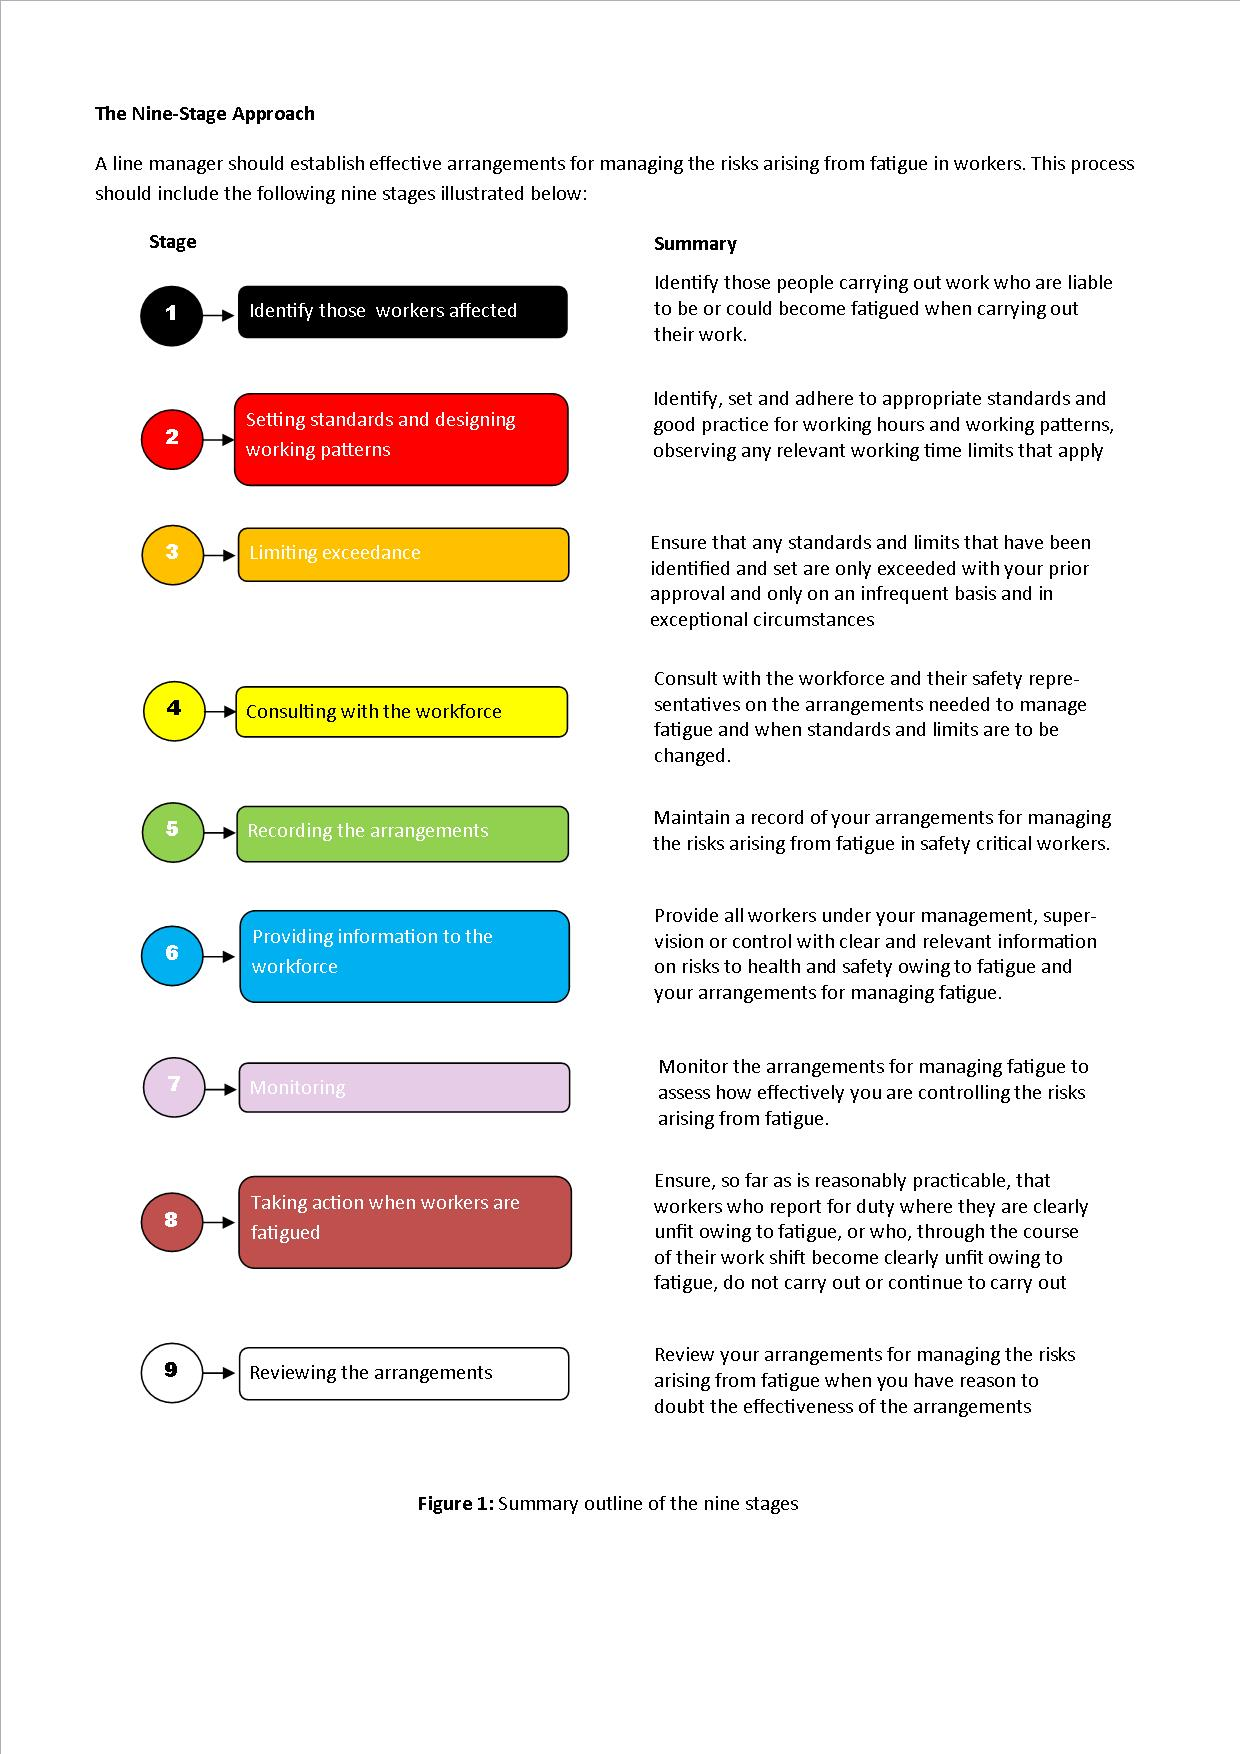 The Nine-Stage Approach
A line manager should establish effective arrangements for managing the risks arising from fatigue in workers. This process
should include the following nine stages illustrated below:
Stage
Summary
1
Identify those  workers affected
Identify those people carrying out work who are liable
to be or could become fatigued when carrying out
their work.
2
Setting standards and designing
working patterns
Identify, set and adhere to appropriate standards and
good practice for working hours and working patterns,
observing any relevant working time limits that apply
3
Limiting exceedance
Ensure that any standards and limits that have been
identified and set are only exceeded with your prior
approval and only on an infrequent basis and in
exceptional circumstances
4
Consulting with the workforce
Consult with the workforce and their safety repre-
sentatives on the arrangements needed to manage
fatigue and when standards and limits are to be
changed.
5
Recording the arrangements
Maintain a record of your arrangements for managing
the risks arising from fatigue in safety critical workers.
6
Providing information to the
workforce
Provide all workers under your management, super-
vision or control with clear and relevant information
on risks to health and safety owing to fatigue and
your arrangements for managing fatigue.
7
Monitoring
Monitor the arrangements for managing fatigue to
assess how effectively you are controlling the risks
arising from fatigue.
8
Taking action when workers are
fatigued
Ensure, so far as is reasonably practicable, that
workers who report for duty where they are clearly
unfit owing to fatigue, or who, through the course
of their work shift become clearly unfit owing to
fatigue, do not carry out or continue to carry out
9
Reviewing the arrangements
Review your arrangements for managing the risks
arising from fatigue when you have reason to
doubt the effectiveness of the arrangements
Figure 1: Summary outline of the nine stages